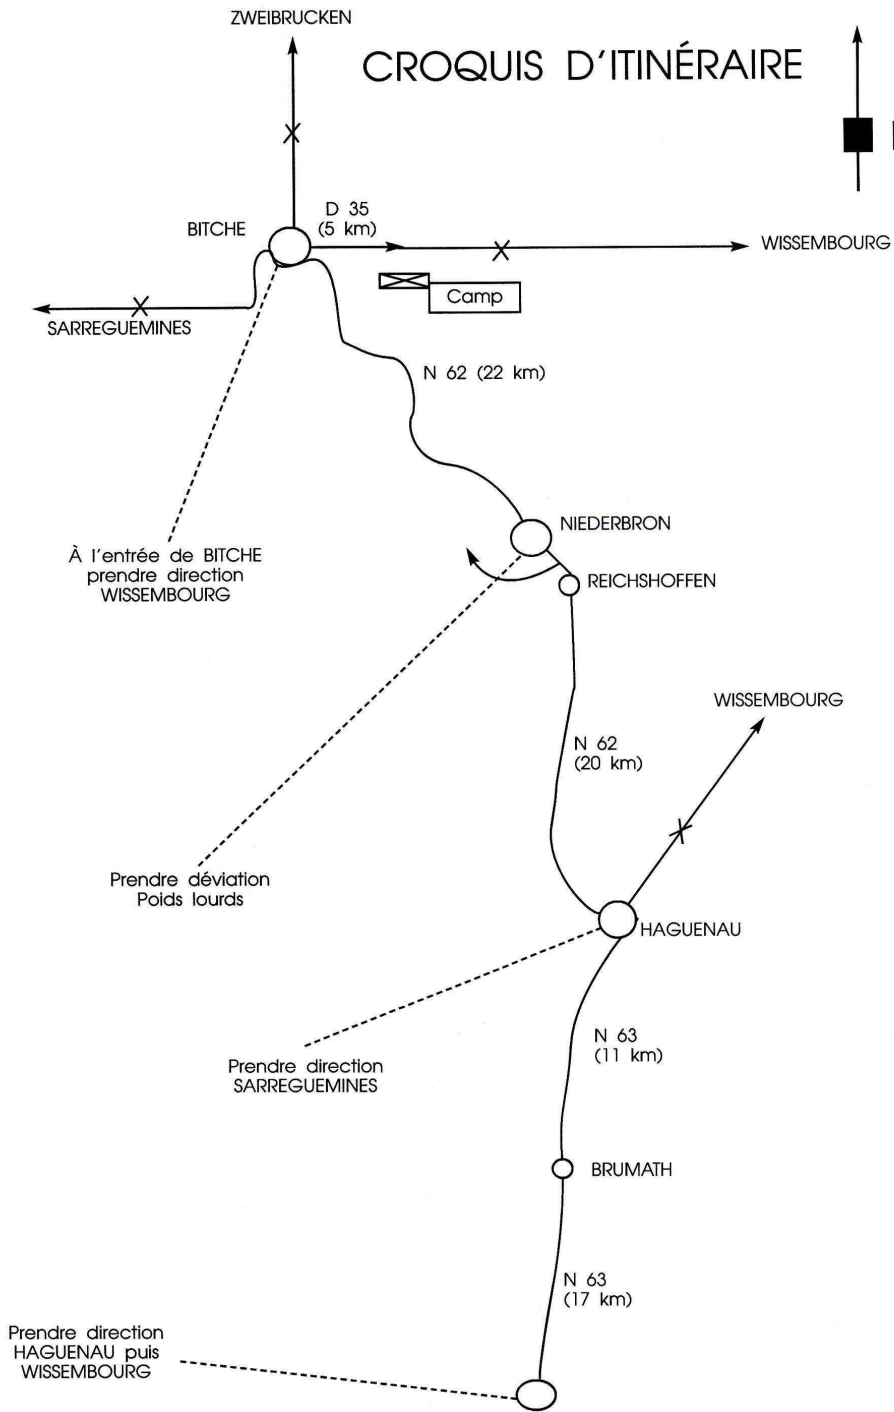 ZWEIBRUCKEN
CROQUIS D'ITINÉRAIRE
D 35
(5 km)
BITCHE
WISSEMBOURG
Camp
SARREGUEMINES
N 62 (22 km)
NIEDERBRON
À l'entrée de BITCHE
prendre direction
WISSEMBOURG
REICHSHOFFEN
WISSEMBOURG
N 62
(20 km)
Prendre déviation
Poids lourds
HAGUENAU
N 63
(11 km)
Prendre direction
SARREGUEMINES
BRUMATH
N 63
(17 km)
Prendre direction
HAGUENAU puis
WISSEMBOURG